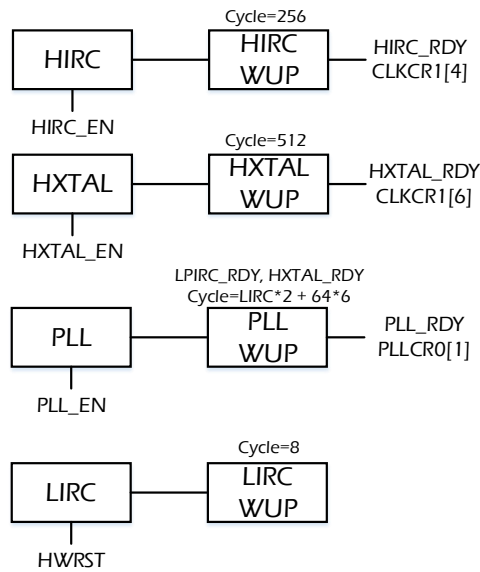 Cycle=256
HIRC
HIRC
WUP
HIRC_RDY
CLKCR1[4]
HIRC_EN
Cycle=512
HXTAL
HXTAL
WUP
HXTAL_RDY
CLKCR1[6]
HXTAL_EN
LPIRC_RDY, HXTAL_RDY
Cycle=LIRC*2 + 64*6
PLL
PLL
WUP
PLL_RDY
PLLCR0[1]
PLL_EN
Cycle=8
LIRC
LIRC
WUP
HWRST